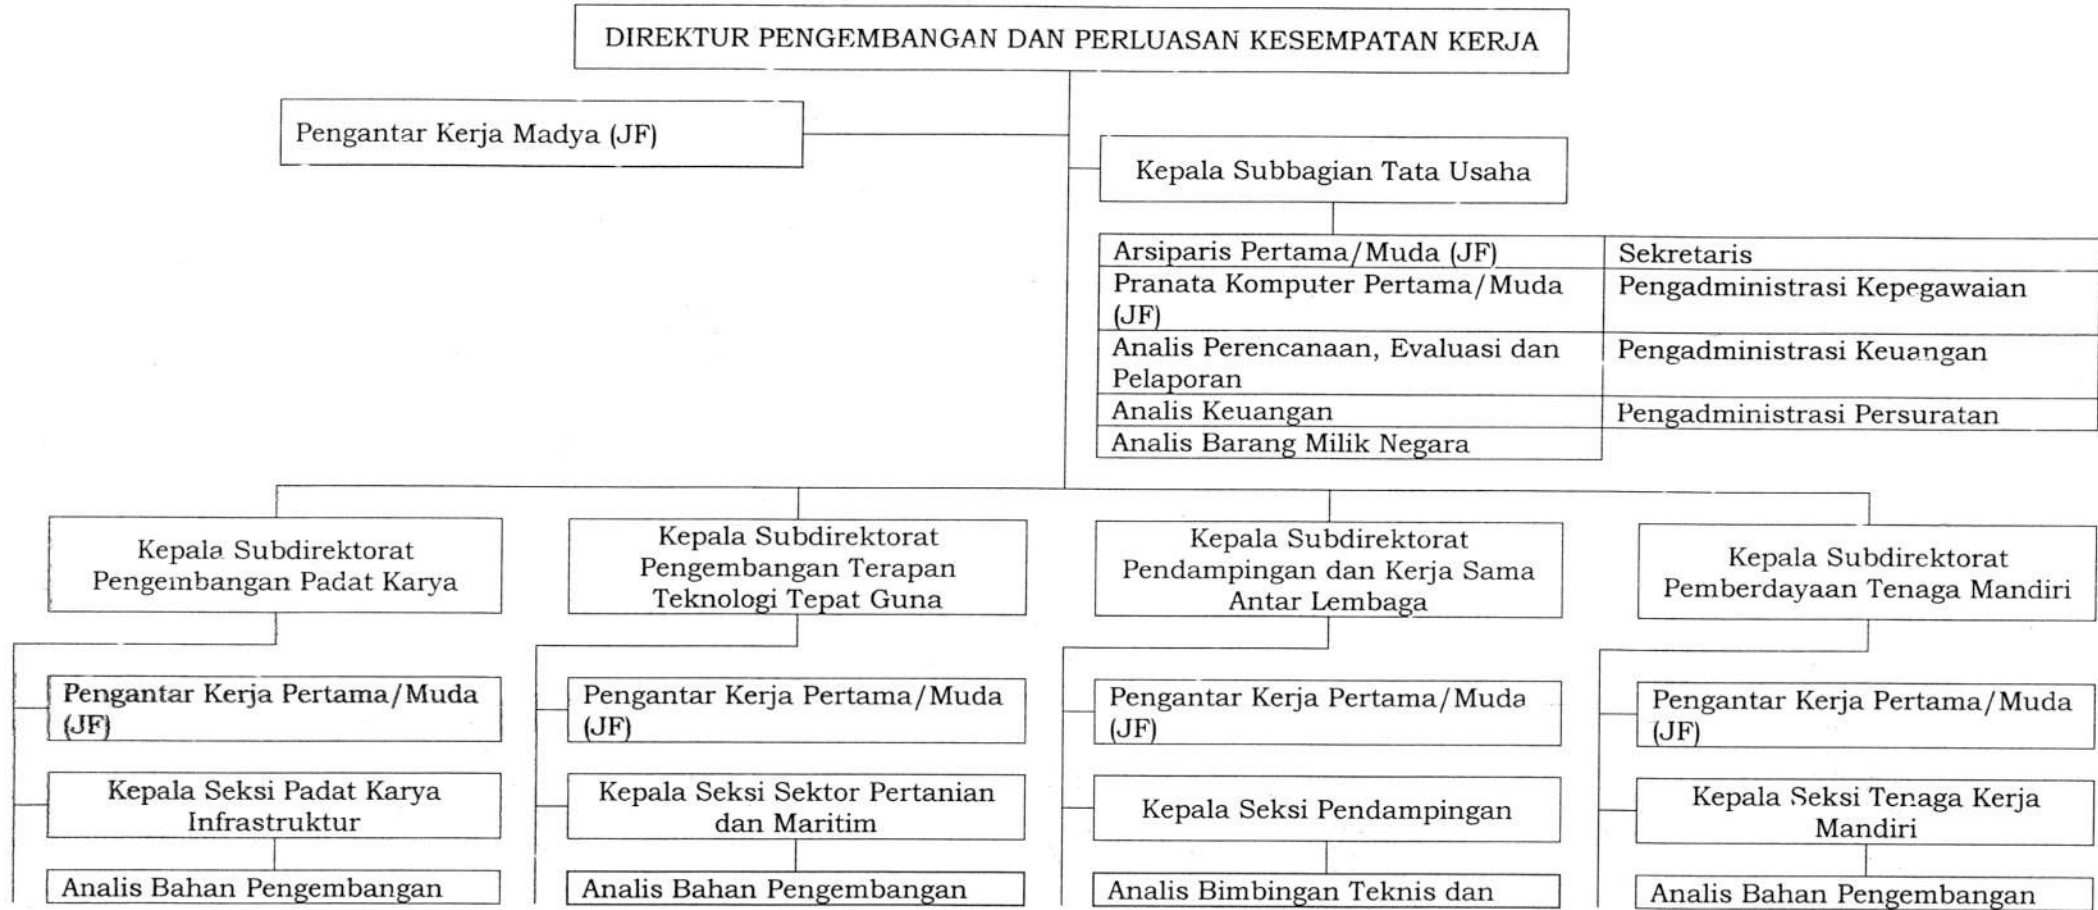 DIREKTUR PENGEMBANGAN DAN PERLUASAN KESEMPATAN KERJA
Pengantar Kerja Madya (JF)
Kepala Subbagian Tata Usaha
Arsiparis Pertama/Muda (JF)
Sekretaris
Pranata Komputer Pertama/Muda
(JF)
Pengadministrasi Kepegawaian
Analis Perencanaan, Evaluasi dan
Pelaporan
Pengadministrasi Keuangan
Analis Keuangan
Pengadministrasi Persuratan
Analis Barang Milik Negara
Kepala Subdirektorat
Pengembangan Padat Karya
Kepala Subdirektorat
Pengembangan Terapan
Teknologi Tepat Guna
Kepala Subdirektorat
Pendampingan dan Kerja Sama
Antar Lembaga
Kepala Subdirektorat
Pemberdayaan Tenaga Mandiri
Pengantar Kerja Pertama/Muda
(JF)
Pengantar Kerja Pertama/Muda
(JF)
Pengantar Kerja Pertama/Muda
(JF)
Pengantar Kerja Pertama/Muda
(JF)
Kepala Seksi Padat Karya
Infrastruktur
Kepala Seksi Sektor Pertanian
dan Maritim
Kepala Seksi Pendampingan
Kepala Seksi Tenaga Kerja
Mandiri
Analis Bahan Pengembangan
Analis Bahan Pengembangan
Analis Bimbingan Teknis dan
Analis Bahan Pengembangan